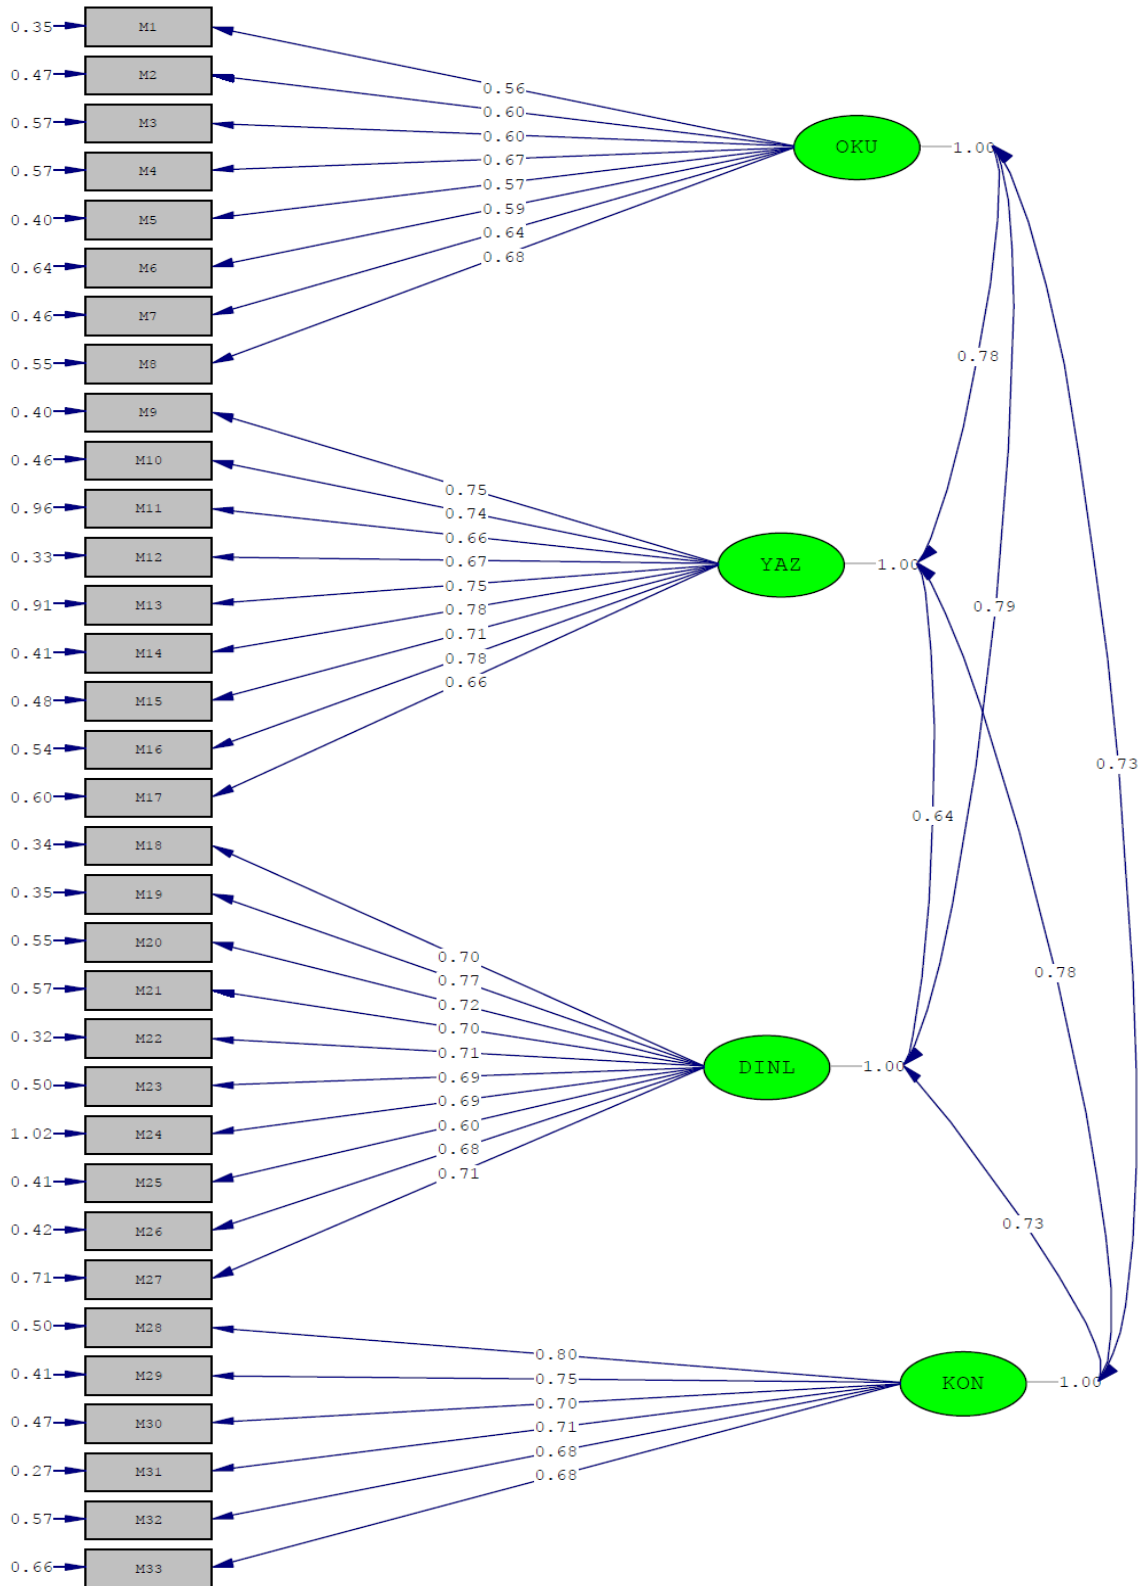 0.35 M1
0.56
0.47 M2
0.60
0.57 M3
0.60
OKU 1.00
0.57 M4
0.67
0.57
0.40 M5
0.59
0.64
0.64 M6
0.68
0.46 M7
0.78
0.55 M8
0.40 M9
0.46 M10
0.75
0.96 M11
0.74
0.66
0.33 M12
0.67
YAZ 1.00
0.75
0.91 M13
0.78
0.79
0.71
0.41 M14
0.78
0.66
0.48 M15
0.54 M16
0.73
0.60 M17
0.64
0.34 M18
0.35 M19
0.55 M20
0.70
0.77
0.78
0.57 M21
0.72
0.70
0.32 M22
0.71
DINL 1.00
0.69
0.50 M23
0.69
0.60
1.02 M24
0.68
0.71
0.41 M25
0.42 M26
0.73
0.71 M27
0.50 M28
0.80
0.41 M29
0.75
KON 1.00
0.70
0.47 M30
0.71
0.68
0.27 M31
0.68
0.57 M32
0.66 M33